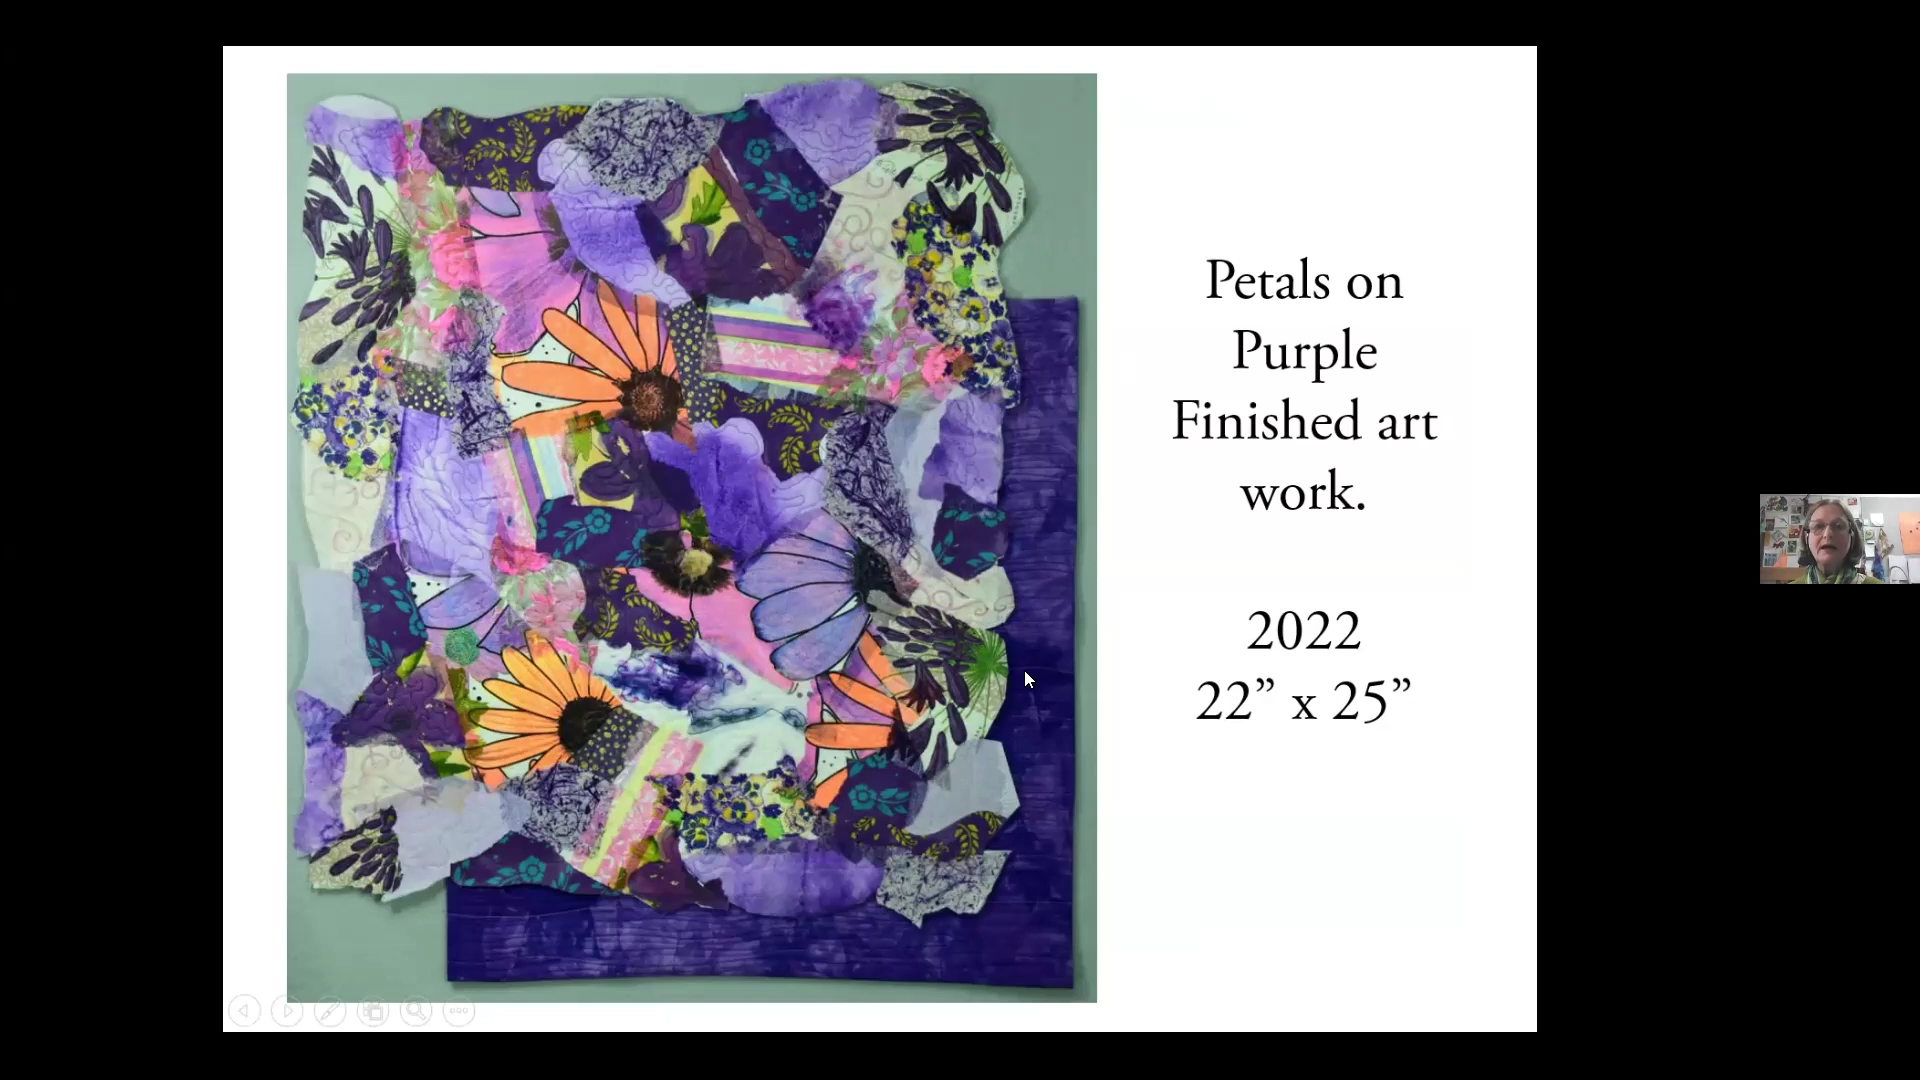 Petals on
Purple
Finished art
work.
2022
22” x 25”